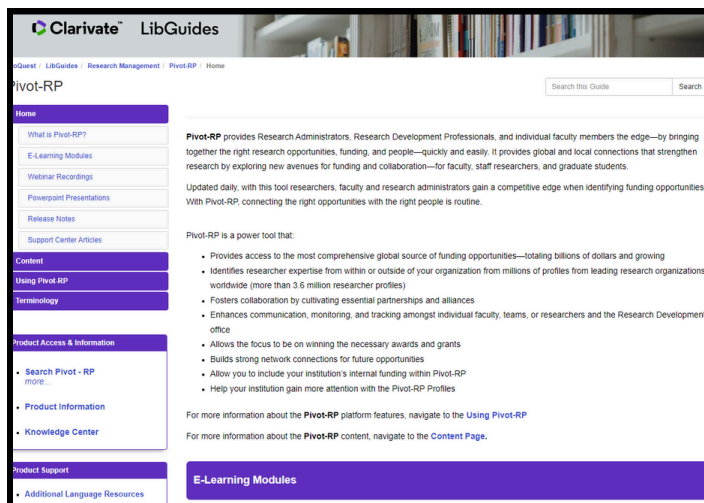 Clarivate™ LibGuides
oQuest / LibGuides / Research Management / Pivot-RP / Home
Pivot-RP
Search this Guide Search
Home
What is Pivot-RP?
E-Learning Modules
Webinar Recordings
Powerpoint Presentations
Release Notes
Support Center Articles
Content
Using Pivot-RP
Terminology
Product Access & Information
Search Pivot - RP
more...
Product Information
Knowledge Center
Product Support
Additional Language Resources
Pivot-RP provides Research Administrators, Research Development Professionals, and individual faculty members the edge—by bringing
together the right research opportunities, funding, and people—quickly and easily. It provides global and local connections that strengthen
research by exploring new avenues for funding and collaboration—for faculty, staff researchers, and graduate students.
Updated daily, with this tool researchers, faculty and research administrators gain a competitive edge when identifying funding opportunities
With Pivot-RP, connecting the right opportunities with the right people is routine.
Pivot-RP is a power tool that:
Provides access to the most comprehensive global source of funding opportunities—totaling billions of dollars and growing
Identifies researcher expertise from within or outside of your organization from millions of profiles from leading research organizations
worldwide (more than 3.6 million researcher profiles)
Fosters collaboration by cultivating essential partnerships and alliances
Enhances communication, monitoring, and tracking amongst individual faculty, teams, or researchers and the Research Development
office
Allows the focus to be on winning the necessary awards and grants
Builds strong network connections for future opportunities
Allow you to include your institution's internal funding within Pivot-RP
Help your institution gain more attention with the Pivot-RP Profiles
For more information about the Pivot-RP platform features, navigate to the Using Pivot-RP
For more information about the Pivot-RP content, navigate to the Content Page.
E-Learning Modules